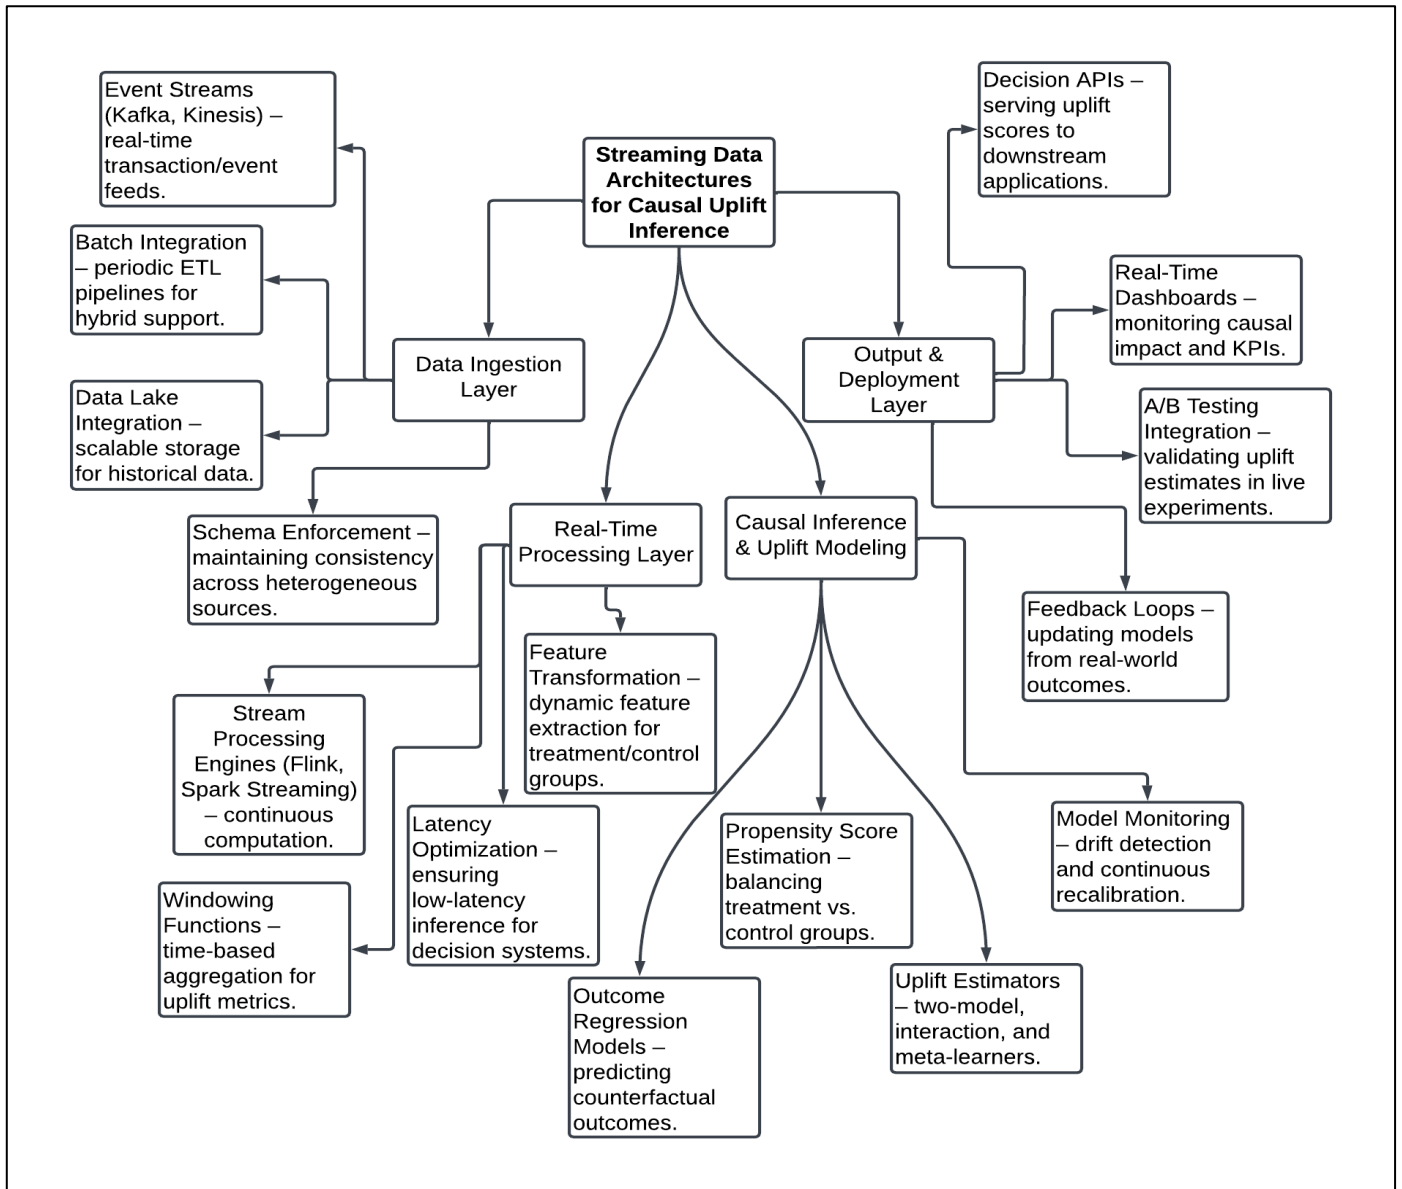 Streaming Data
Architectures
for Causal Uplift
Inference
Data Ingestion
Layer
Event Streams
(Kafka, Kinesis) –
real-time
transaction/event
feeds.
Batch Integration
– periodic ETL
pipelines for
hybrid support.
Data Lake
Integration –
scalable storage
for historical data.
Schema Enforcement –
maintaining consistency
across heterogeneous
sources.
Real-Time
Processing Layer
Stream
Processing
Engines (Flink,
Spark Streaming)
– continuous
computation.
Windowing
Functions –
time-based
aggregation for
uplift metrics.
Latency
Optimization –
ensuring
low-latency
inference for
decision systems.
Feature
Transformation –
dynamic feature
extraction for
treatment/control
groups.
Causal Inference
& Uplift Modeling
Outcome
Regression
Models –
predicting
counterfactual
outcomes.
Propensity Score
Estimation –
balancing
treatment vs.
control groups.
Uplift Estimators
– two-model,
interaction, and
meta-learners.
Model Monitoring
– drift detection
and continuous
recalibration.
Output &
Deployment
Layer
Decision APIs –
serving uplift
scores to
downstream
applications.
Real-Time
Dashboards –
monitoring causal
impact and KPIs.
A/B Testing
Integration –
validating uplift
estimates in live
experiments.
Feedback Loops –
updating models
from real-world
outcomes.